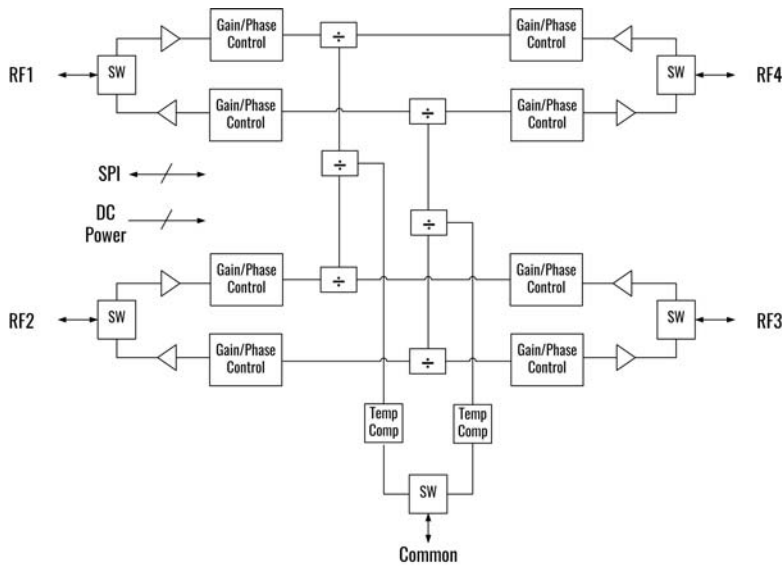 Gain/Phase
Control
÷
Gain/Phase
Control
RF1
SW
SW
RF4
Gain/Phase
Control
÷
Gain/Phase
Control
SPI
÷
DC
Power
÷
Gain/Phase
Control
÷
Gain/Phase
Control
RF2
SW
SW
RF3
Gain/Phase
Control
÷
Gain/Phase
Control
Temp
Comp
Temp
Comp
SW
Common